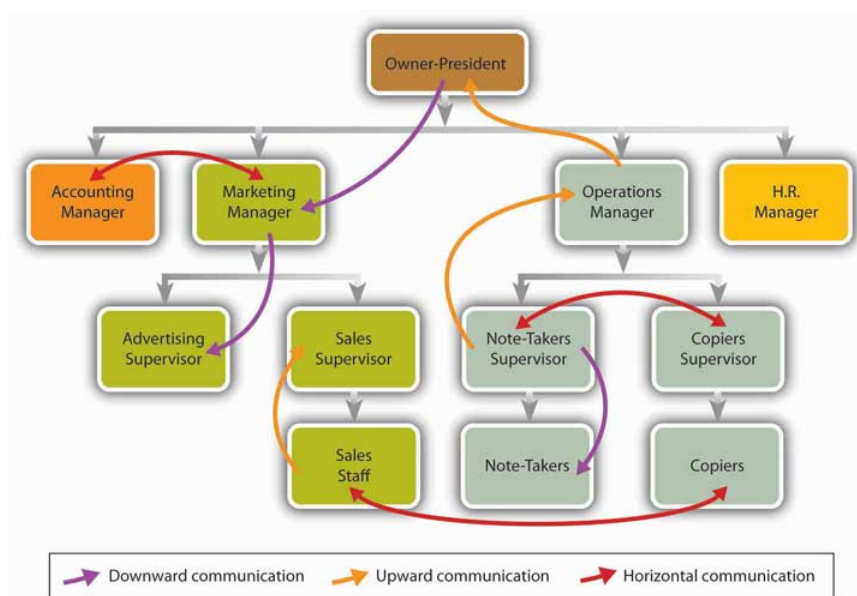 Owner-President
Accounting
Manager
Marketing
Manager
Operations
Manager
H.R.
Manager
Advertising
Supervisor
Sales
Supervisor
Note-Takers
Supervisor
Copiers
Supervisor
Sales
Staff
Note-Takers
Copiers
Downward communication
Upward communication
Horizontal communication